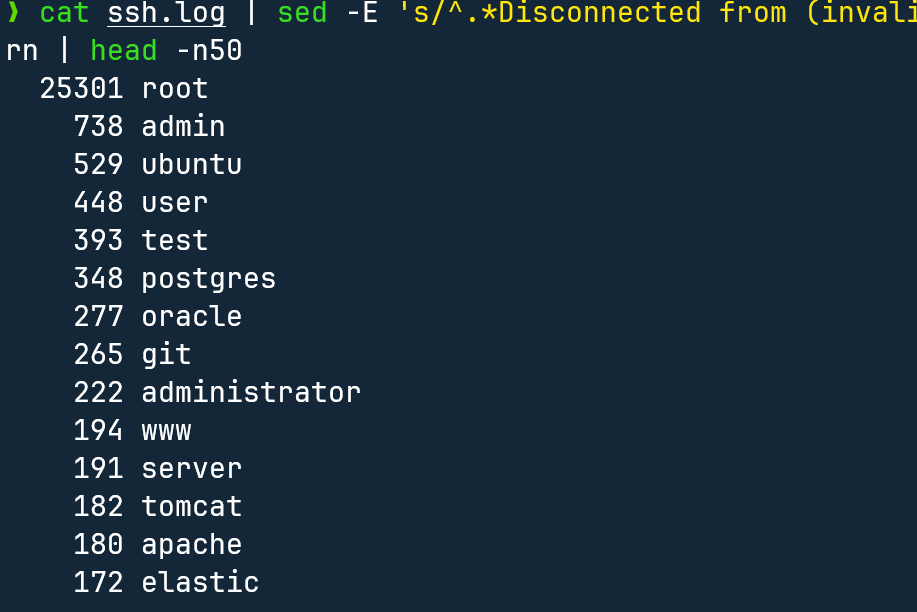 ❯ cat ssh.log | sed -E 's/^.*Disconnected from (invali
rn | head -n50
25301 root
738 admin
529 ubuntu
448 user
393 test
348 postgres
277 oracle
265 git
222 administrator
194 www
191 server
182 tomcat
180 apache
172 elastic